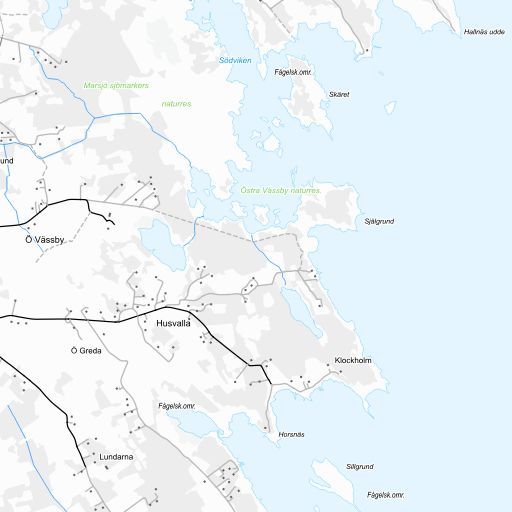 Hallnäs udde
Södviken
Fågelsk.omr.
Marsjö sjömarkers
naturres
Skäret
und
Östra Vässby naturres.
Själgrund
Ö Vässby
Husvalla
Ö Greda
Klockholm
Fågelsk.omr.
Horsnäs
Lundarna
Sillgrund
Fågelsk.omr.